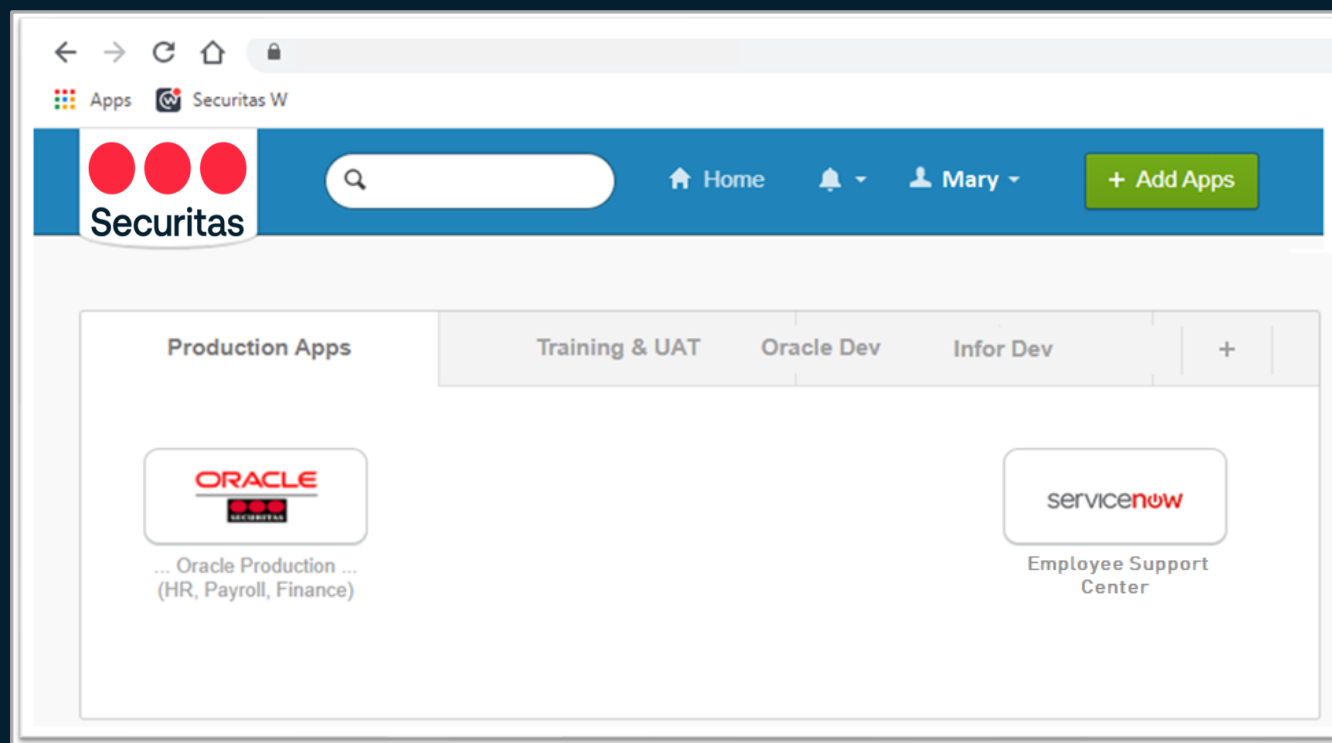 Apps Securitas W
Securitas
Home Mary + Add Apps
Production Apps Training & UAT Oracle Dev Infor Dev +
ORACLE
SECURITAS
servicenow
... Oracle Production ...
(HR, Payroll, Finance)
Employee Support
Center